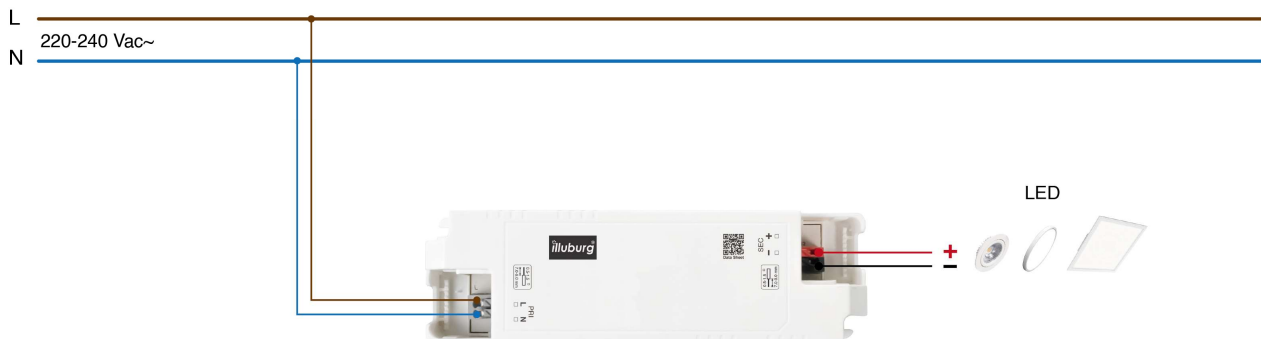 L
220-240 Vac~
N
LED
illuburg
Data Sheet
SEC
+
−
+
−
PRI
L
N